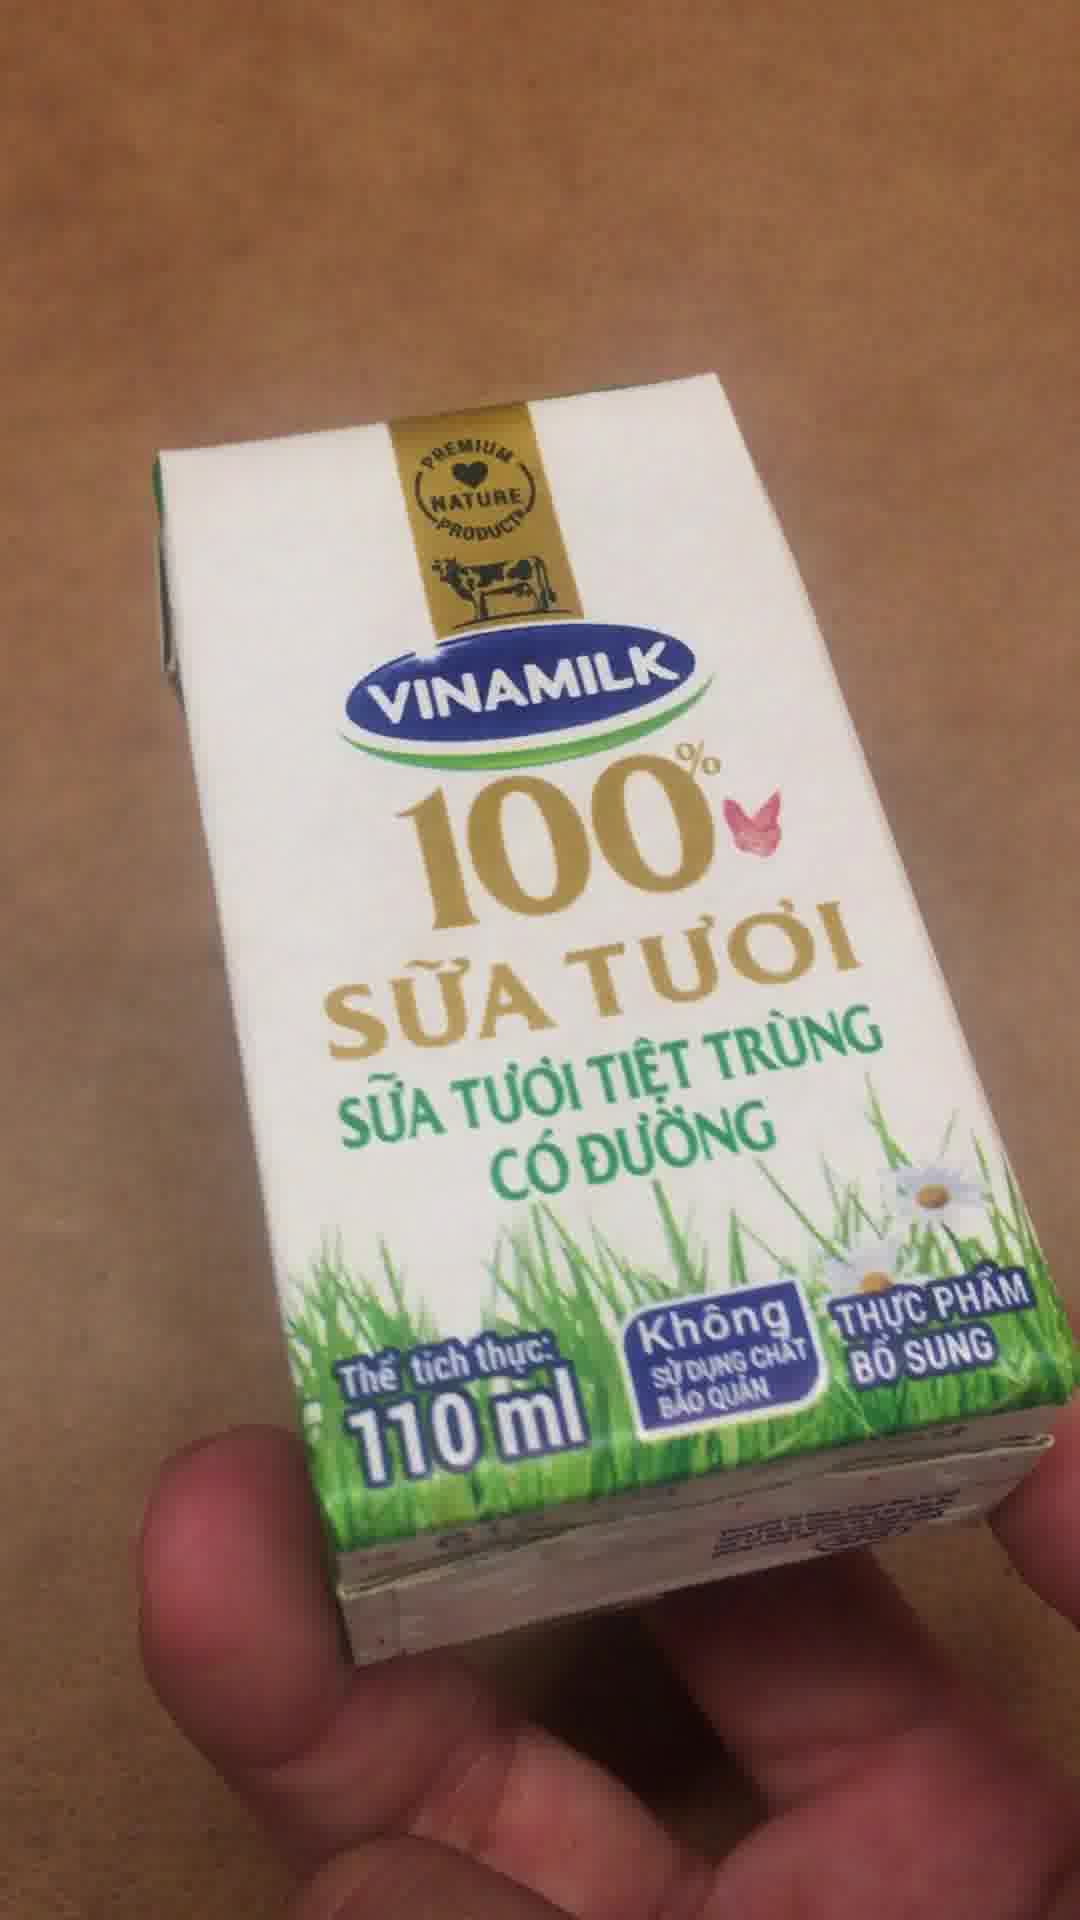 PREMIUM
NATURE
PRODUCT
VINAMILK
100%
SỮA TƯƠI
SỮA TƯƠI TIỆT TRÙNG
CÓ ĐƯỜNG
Thể tích thực:
110 ml
Không
SỬ DỤNG CHẤT
BẢO QUẢN
THỰC PHẨM
BỔ SUNG